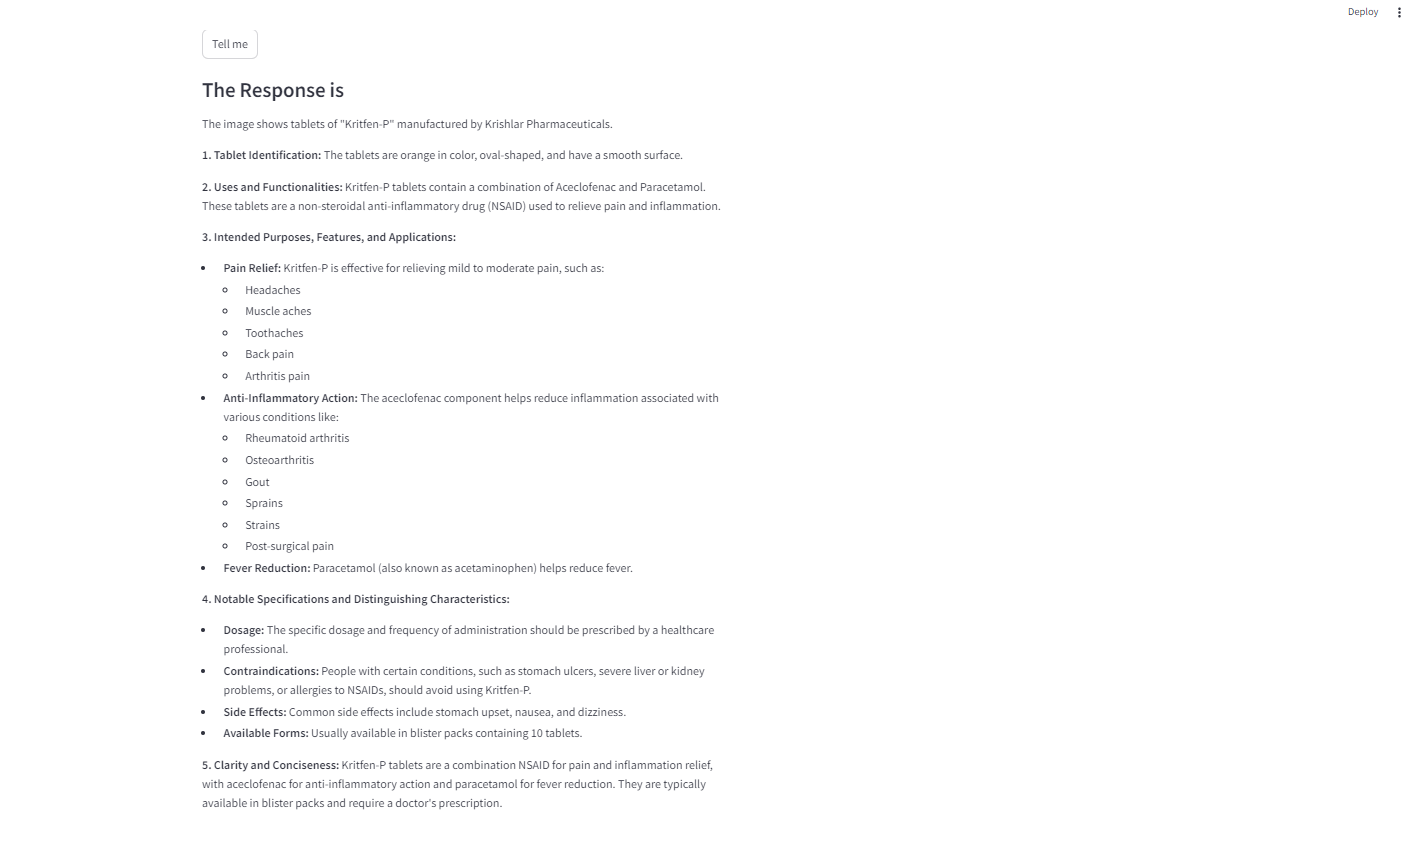 Deploy
Tell me
The Response is
The image shows tablets of "Kritfen-P" manufactured by Krishlar Pharmaceuticals.
1. Tablet Identification: The tablets are orange in color, oval-shaped, and have a smooth surface.
2. Uses and Functionalities: Kritfen-P tablets contain a combination of Aceclofenac and Paracetamol.
These tablets are a non-steroidal anti-inflammatory drug (NSAID) used to relieve pain and inflammation.
3. Intended Purposes, Features, and Applications:
Pain Relief: Kritfen-P is effective for relieving mild to moderate pain, such as:
Headaches
Muscle aches
Toothaches
Back pain
Arthritis pain
Anti-Inflammatory Action: The aceclofenac component helps reduce inflammation associated with
various conditions like:
Rheumatoid arthritis
Osteoarthritis
Gout
Sprains
Strains
Post-surgical pain
Fever Reduction: Paracetamol (also known as acetaminophen) helps reduce fever.
4. Notable Specifications and Distinguishing Characteristics:
Dosage: The specific dosage and frequency of administration should be prescribed by a healthcare
professional.
Contraindications: People with certain conditions, such as stomach ulcers, severe liver or kidney
problems, or allergies to NSAIDs, should avoid using Kritfen-P.
Side Effects: Common side effects include stomach upset, nausea, and dizziness.
Available Forms: Usually available in blister packs containing 10 tablets.
5. Clarity and Conciseness: Kritfen-P tablets are a combination NSAID for pain and inflammation relief,
with aceclofenac for anti-inflammatory action and paracetamol for fever reduction. They are typically
available in blister packs and require a doctor's prescription.